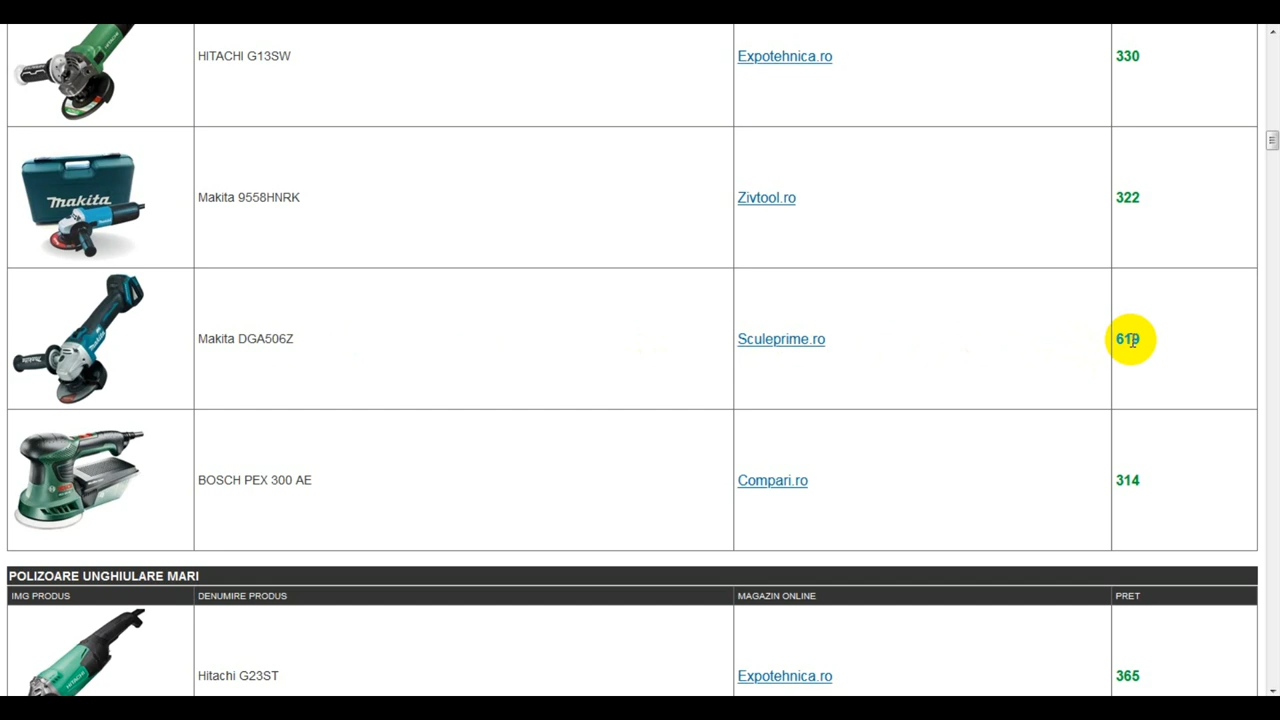 HITACHI G13SW Expotehnica.ro 330
makita
Makita 9558HNRK Zivtool.ro 322
Makita DGA506Z Sculeprime.ro 619
BOSCH PEX 300 AE Compari.ro 314
POLIZOARE UNGHIULARE MARI
IMG PRODUS DENUMIRE PRODUS MAGAZIN ONLINE PRET
Hitachi G23ST Expotehnica.ro 365